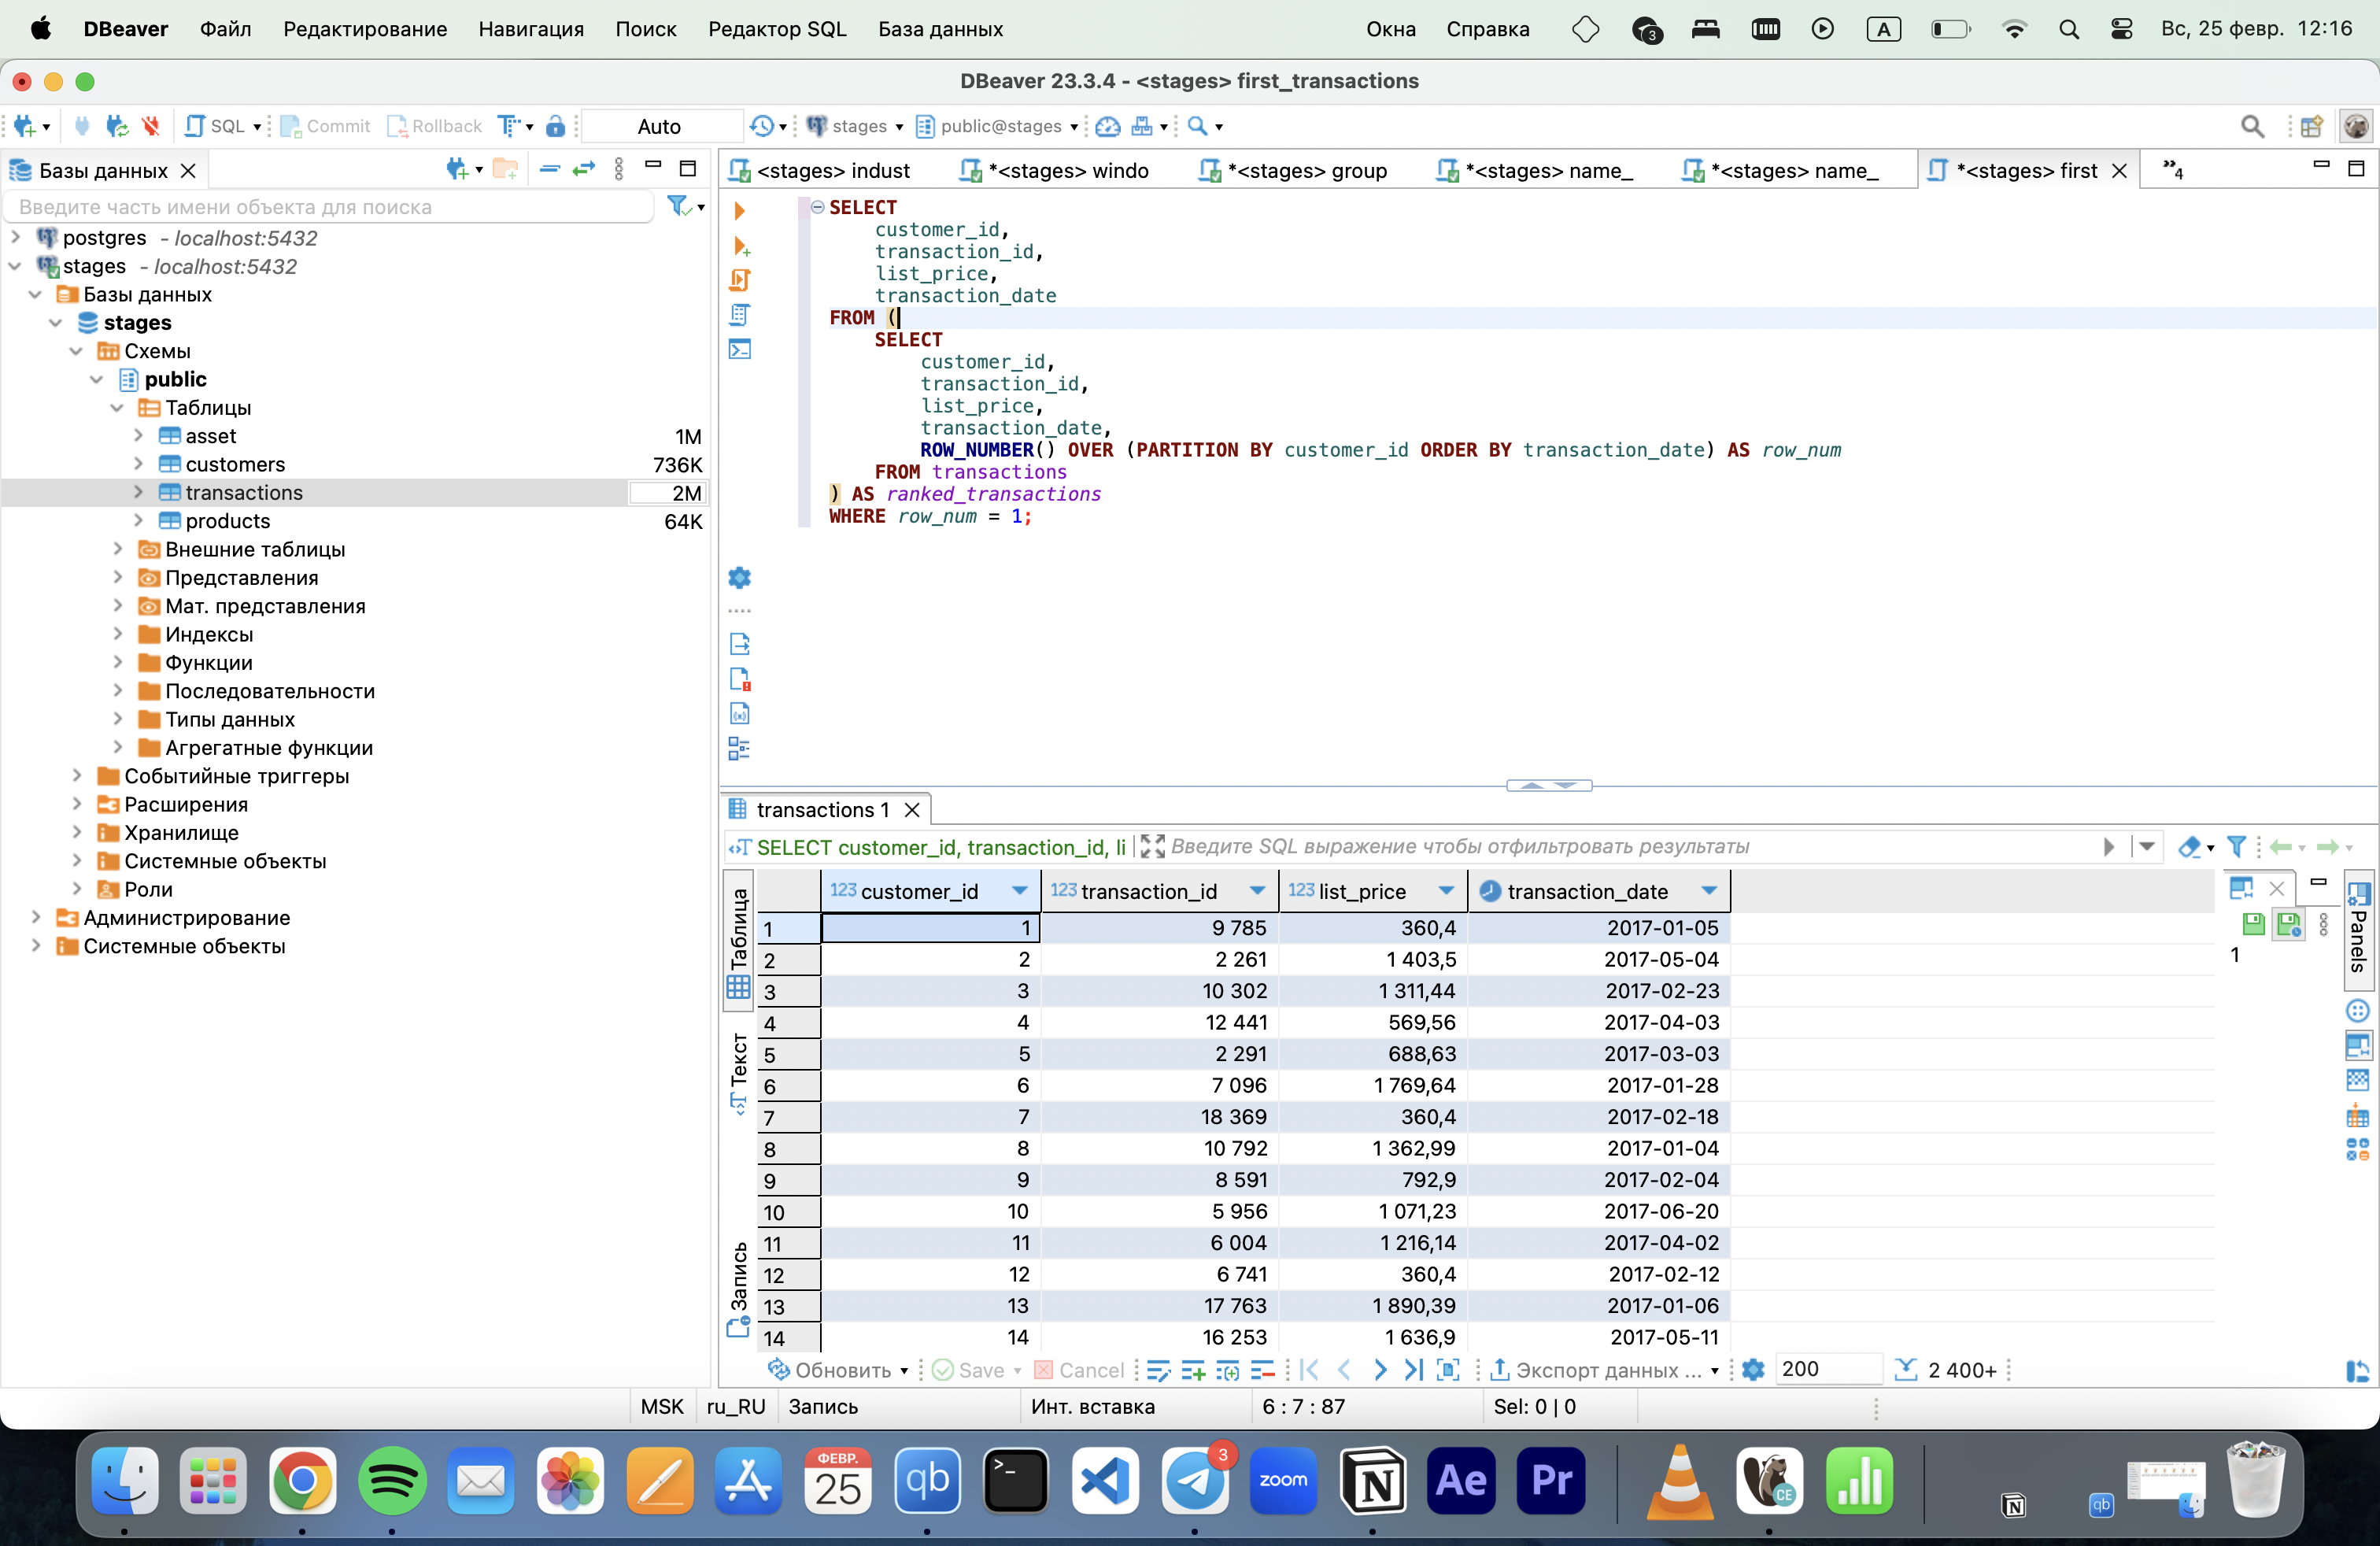 DBeaver Файл Редактирование Навигация Поиск Редактор SQL База данных Окна Справка 3 A Вс, 25 февр. 12:16
DBeaver 23.3.4 - <stages> first_transactions
SQL Commit Rollback Auto stages public@stages
Базы данных
Введите часть имени объекта для поиска
postgres - localhost:5432
stages - localhost:5432
Базы данных
stages
Схемы
public
Таблицы
asset 1M
customers 736K
transactions 2M
products 64K
Внешние таблицы
Представления
Мат. представления
Индексы
Функции
Последовательности
Типы данных
Агрегатные функции
Событийные триггеры
Расширения
Хранилище
Системные объекты
Роли
Администрирование
Системные объекты
<stages> indust *<stages> windo *<stages> group *<stages> name_ *<stages> name_ *<stages> first »4
SELECT
customer_id,
transaction_id,
list_price,
transaction_date
FROM (
SELECT
customer_id,
transaction_id,
list_price,
transaction_date,
ROW_NUMBER() OVER (PARTITION BY customer_id ORDER BY transaction_date) AS row_num
FROM transactions
) AS ranked_transactions
WHERE row_num = 1;
transactions 1
SELECT customer_id, transaction_id, li Введите SQL выражение чтобы отфильтровать результаты
Таблица
Текст
Запись
123 customer_id 123 transaction_id 123 list_price transaction_date
1 1 9 785 360,4 2017-01-05
2 2 2 261 1 403,5 2017-05-04
3 3 10 302 1 311,44 2017-02-23
4 4 12 441 569,56 2017-04-03
5 5 2 291 688,63 2017-03-03
6 6 7 096 1 769,64 2017-01-28
7 7 18 369 360,4 2017-02-18
8 8 10 792 1 362,99 2017-01-04
9 9 8 591 792,9 2017-02-04
10 10 5 956 1 071,23 2017-06-20
11 11 6 004 1 216,14 2017-04-02
12 12 6 741 360,4 2017-02-12
13 13 17 763 1 890,39 2017-01-06
14 14 16 253 1 636,9 2017-05-11
1
Panels
Обновить Save Cancel Экспорт данных ... 200 2 400+
MSK ru_RU Запись Инт. вставка 6 : 7 : 87 Sel: 0 | 0
ФЕВР.
25
qb
>_
3
zoom
N
Ae
Pr
CE
N
qb